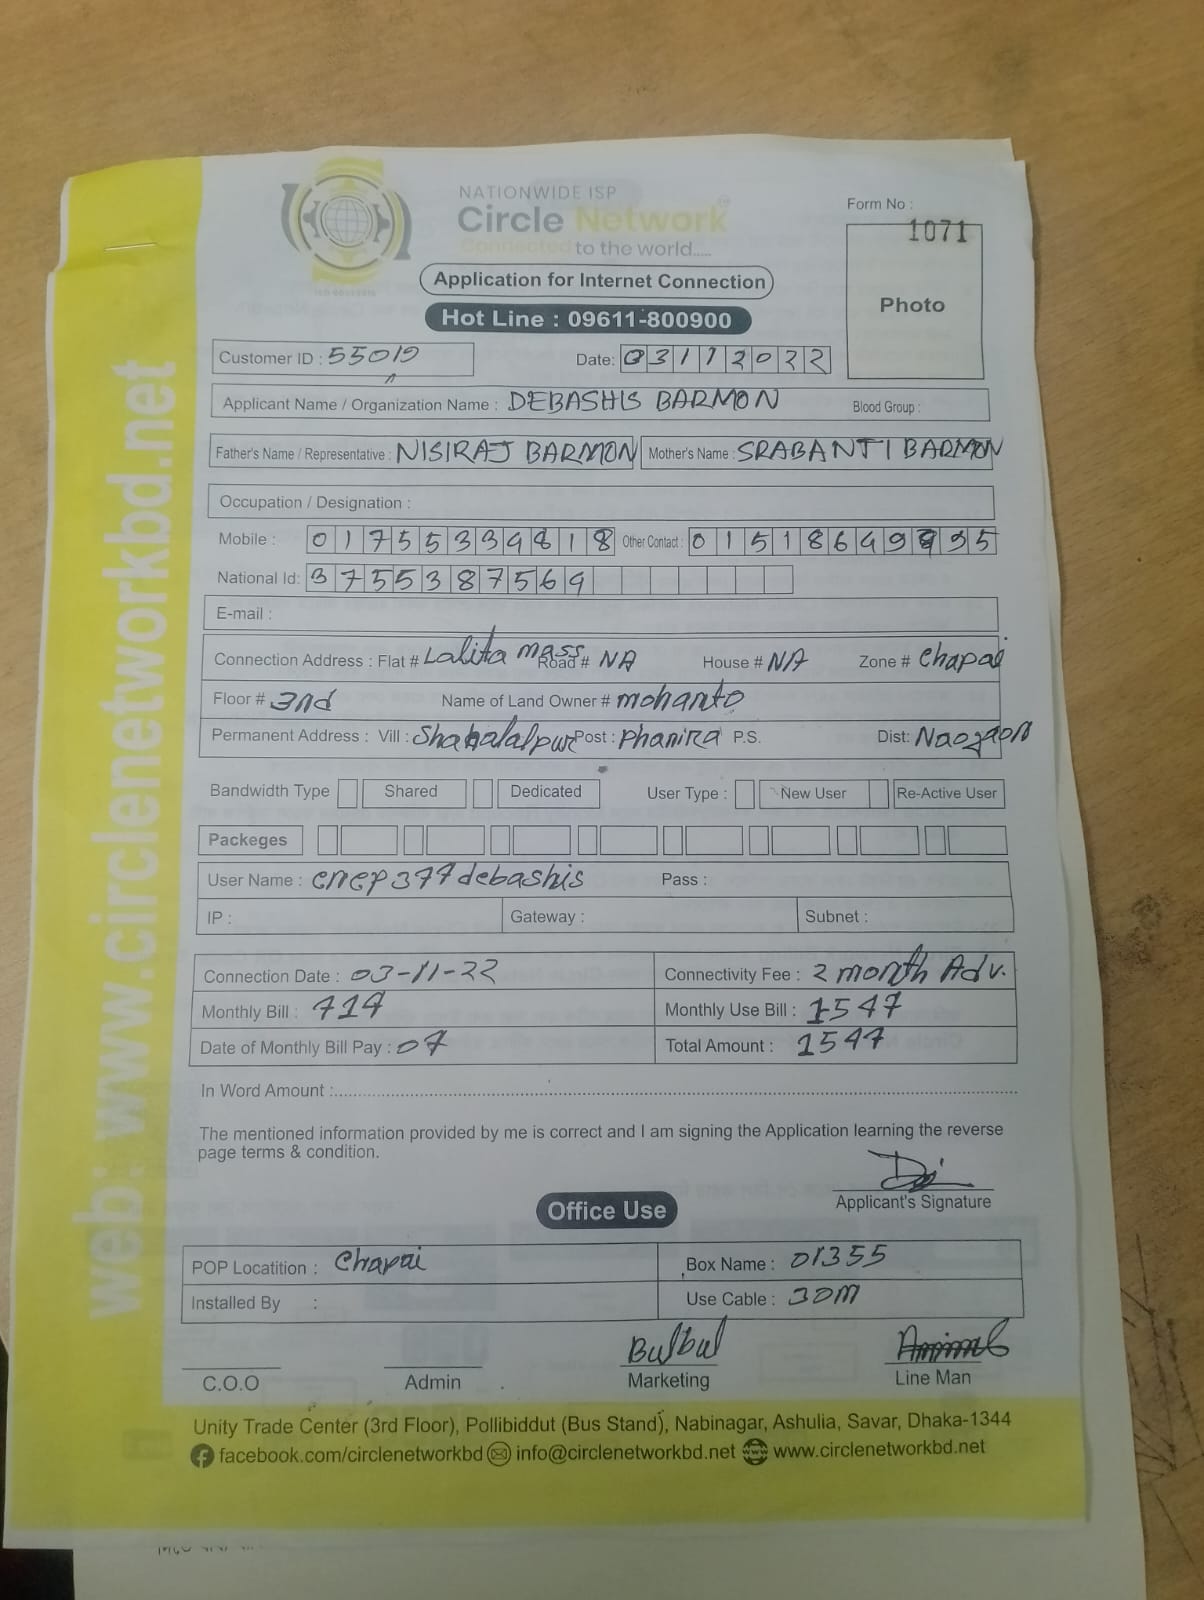 NATIONWIDE ISP
Circle Network
Connected to the world.....
Form No :
1071
Photo
Application for Internet Connection
Hot Line : 09611-800900
Customer ID : 55019 Date: 03112022
Applicant Name / Organization Name : DEBASHIS BARMON Blood Group :
Father's Name / Representative : NISIRAJ BARMON Mother's Name : SRABANTI BARMON
Occupation / Designation :
Mobile : 01755339818 Other Contact : 0151864995
National Id: 3755387569
E-mail :
Connection Address : Flat # Lalita mass Road # NA House # NA Zone # Chapai
Floor # 3nd Name of Land Owner # mohanto
Permanent Address : Vill : Post : Phanira P.S. Dist: Naogaon
Bandwidth Type Shared Dedicated User Type : New User Re-Active User
Packeges
User Name : cnep377debashis Pass :
IP : Gateway : Subnet :
Connection Date : 03-11-22 Connectivity Fee : 2 month Adv.
Monthly Bill : 714 Monthly Use Bill : 1547
Date of Monthly Bill Pay : 07 Total Amount : 1547
In Word Amount :
The mentioned information provided by me is correct and I am signing the Application learning the reverse
page terms & condition.
Applicant's Signature
Office Use
POP Locatition : Chapai Box Name : 01355
Installed By : Use Cable : 30M
Bulbul
C.O.O Admin Marketing Line Man
Unity Trade Center (3rd Floor), Pollibiddut (Bus Stand), Nabinagar, Ashulia, Savar, Dhaka-1344
facebook.com/circlenetworkbd info@circlenetworkbd.net www.circlenetworkbd.net
web: www.circlenetworkbd.net